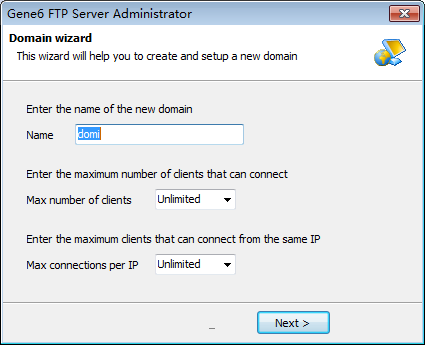 Gene6 FTP Server Administrator
Domain wizard
This wizard will help you to create and setup a new domain
Enter the name of the new domain
Name domi
Enter the maximum number of clients that can connect
Max number of clients Unlimited
Enter the maximum clients that can connect from the same IP
Max connections per IP Unlimited
_ Next >